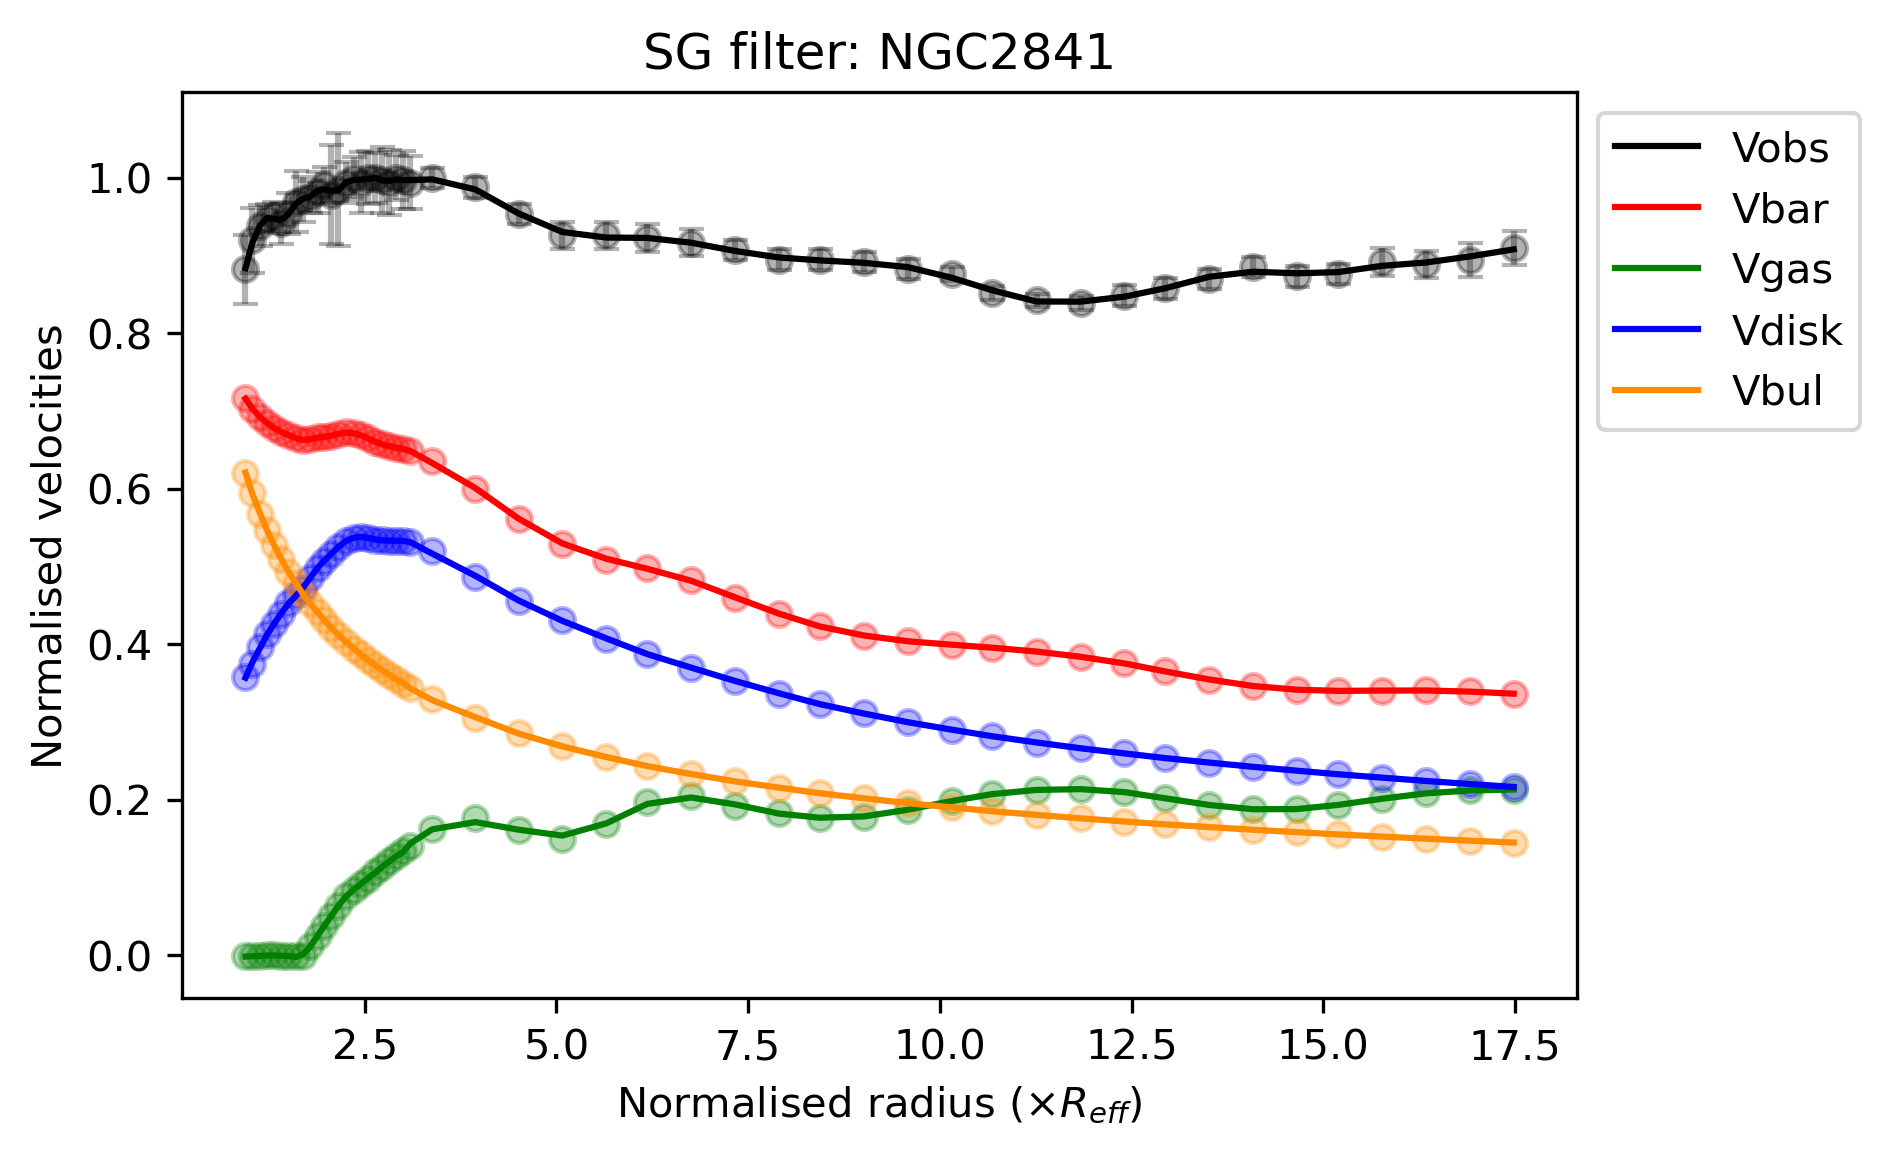 SG filter: NGC2841
Normalised velocities
1.0
0.8
0.6
0.4
0.2
0.0
2.5 5.0 7.5 10.0 12.5 15.0 17.5
Normalised radius (×R_{eff})
Vobs
Vbar
Vgas
Vdisk
Vbul